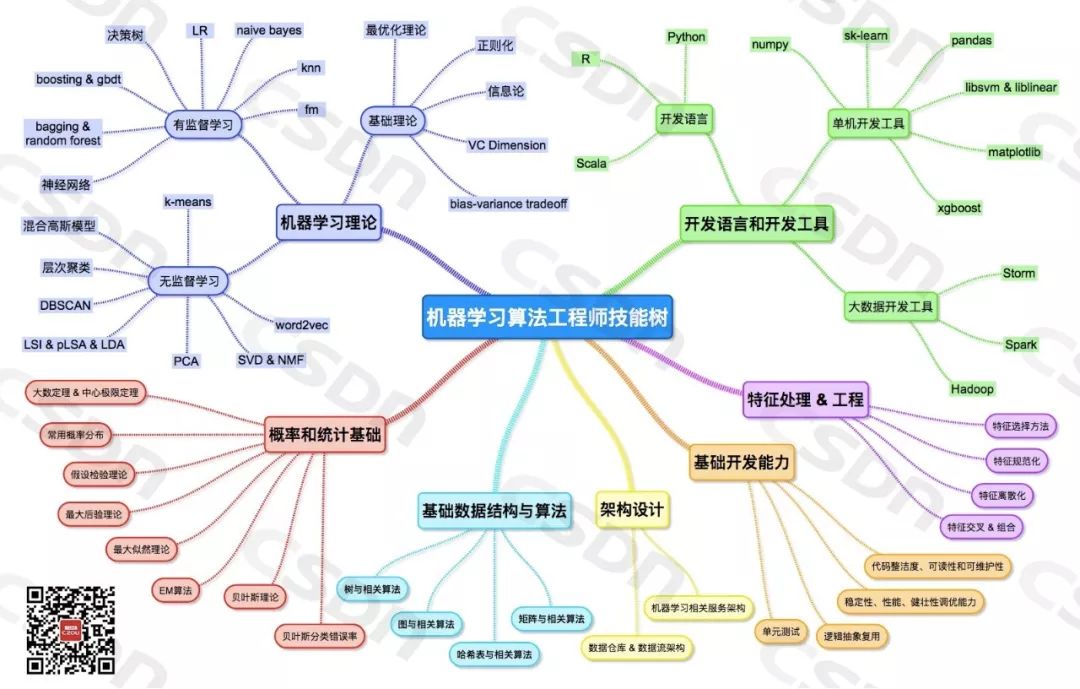 机器学习算法工程师技能树
机器学习理论
有监督学习
决策树
LR
naive bayes
knn
fm
boosting & gbdt
bagging &
random forest
神经网络
基础理论
最优化理论
正则化
信息论
VC Dimension
bias-variance tradeoff
无监督学习
k-means
混合高斯模型
层次聚类
DBSCAN
LSI & pLSA & LDA
PCA
SVD & NMF
word2vec
开发语言和开发工具
开发语言
R
Python
Scala
单机开发工具
numpy
sk-learn
pandas
libsvm & liblinear
matplotlib
xgboost
大数据开发工具
Storm
Spark
Hadoop
概率和统计基础
大数定理 & 中心极限定理
常用概率分布
假设检验理论
最大后验理论
最大似然理论
EM算法
贝叶斯理论
贝叶斯分类错误率
基础数据结构与算法
树与相关算法
图与相关算法
哈希表与相关算法
矩阵与相关算法
架构设计
机器学习相关服务架构
数据仓库 & 数据流架构
基础开发能力
代码整洁度、可读性和可维护性
稳定性、性能、健壮性调优能力
逻辑抽象复用
单元测试
特征处理 & 工程
特征选择方法
特征规范化
特征离散化
特征交叉 & 组合
CSDN